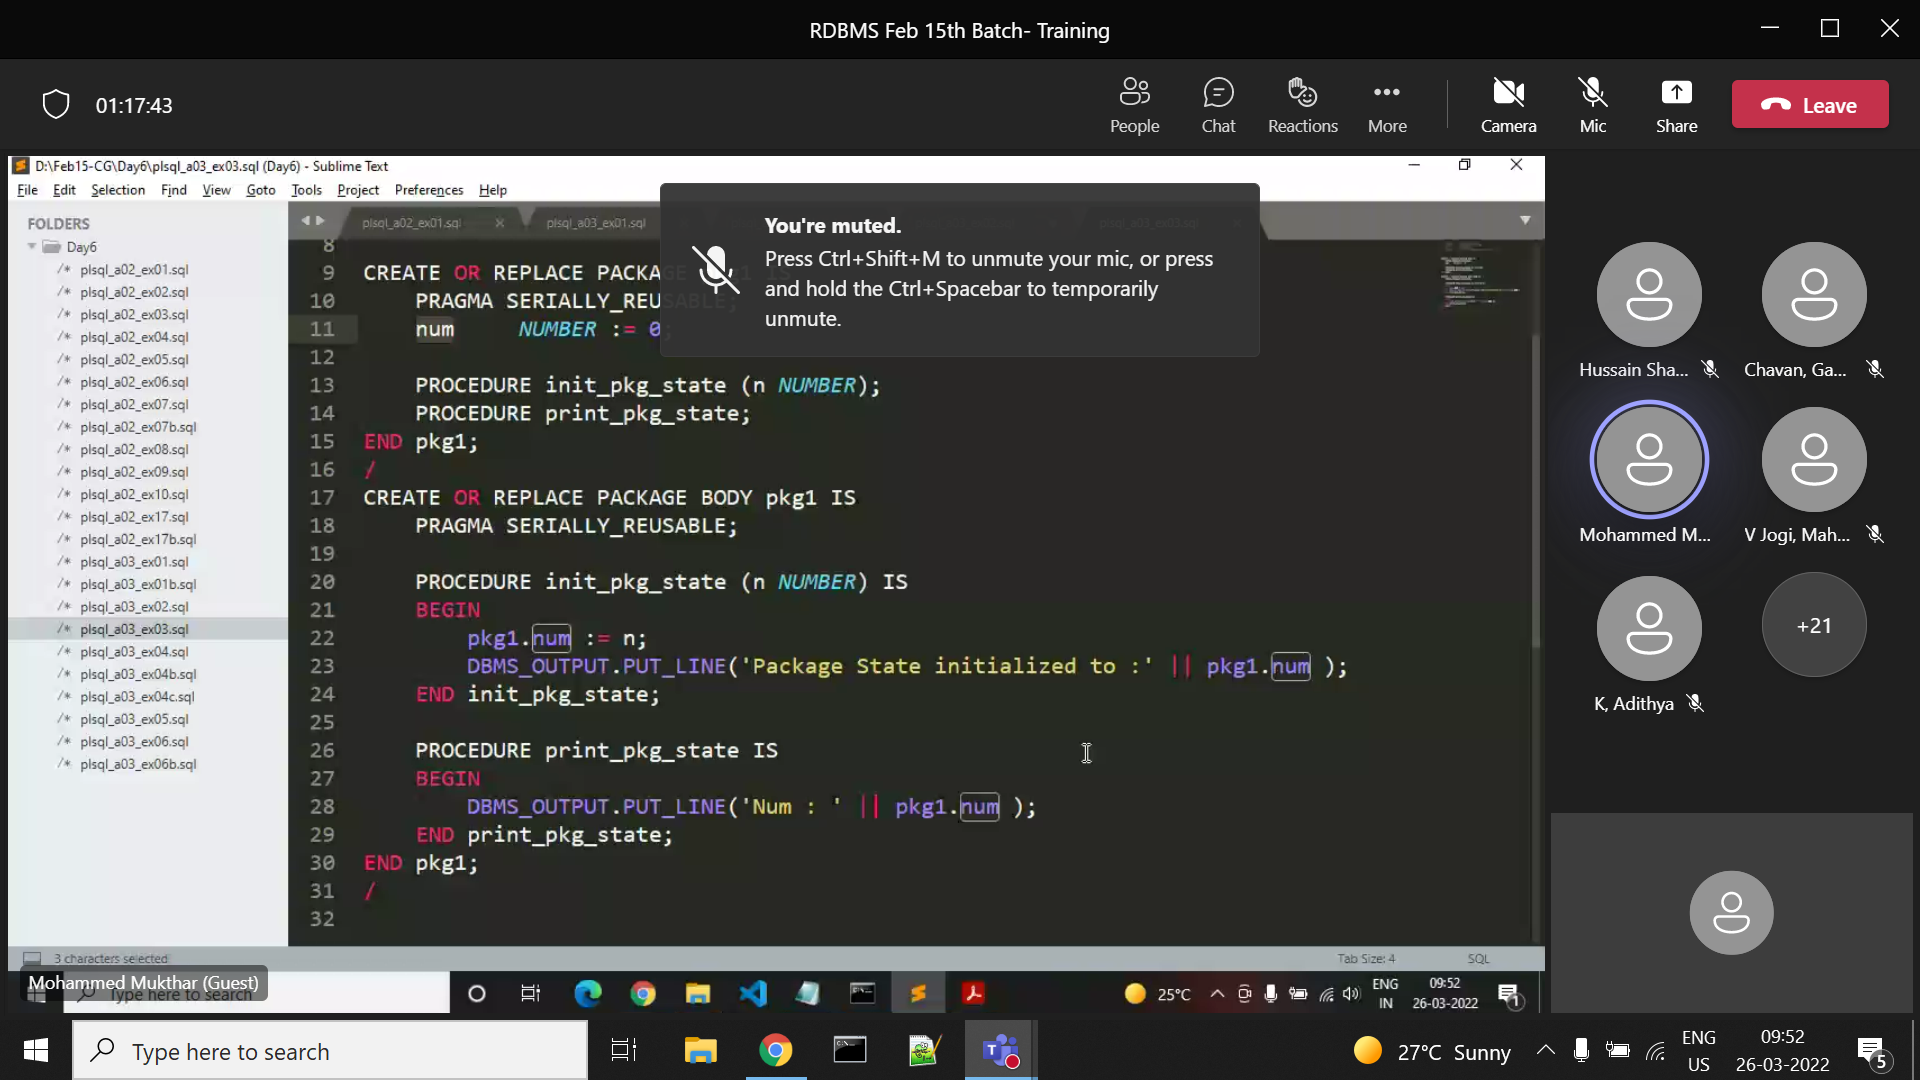 RDBMS Feb 15th Batch- Training
01:17:43
People
Chat
Reactions
More
Camera
Mic
Share
Leave
D:\Feb15-CG\Day6\plsql_a03_ex03.sql (Day6) - Sublime Text
File Edit Selection Find View Goto Tools Project Preferences Help
FOLDERS
Day6
/* plsql_a02_ex01.sql
/* plsql_a02_ex02.sql
/* plsql_a02_ex03.sql
/* plsql_a02_ex04.sql
/* plsql_a02_ex05.sql
/* plsql_a02_ex06.sql
/* plsql_a02_ex07.sql
/* plsql_a02_ex07b.sql
/* plsql_a02_ex08.sql
/* plsql_a02_ex09.sql
/* plsql_a02_ex10.sql
/* plsql_a02_ex17.sql
/* plsql_a02_ex17b.sql
/* plsql_a03_ex01.sql
/* plsql_a03_ex01b.sql
/* plsql_a03_ex02.sql
/* plsql_a03_ex03.sql
/* plsql_a03_ex04.sql
/* plsql_a03_ex04b.sql
/* plsql_a03_ex04c.sql
/* plsql_a03_ex05.sql
/* plsql_a03_ex06.sql
/* plsql_a03_ex06b.sql
plsql_a02_ex01.sql
plsql_a03_ex01.sql
plsql_a03_ex03.sql
You're muted.
Press Ctrl+Shift+M to unmute your mic, or press
and hold the Ctrl+Spacebar to temporarily
unmute.
8
9 CREATE OR REPLACE PACKAGE pkg1 IS
10 PRAGMA SERIALLY_REUSABLE;
11 num NUMBER := 0;
12
13 PROCEDURE init_pkg_state (n NUMBER);
14 PROCEDURE print_pkg_state;
15 END pkg1;
16 /
17 CREATE OR REPLACE PACKAGE BODY pkg1 IS
18 PRAGMA SERIALLY_REUSABLE;
19
20 PROCEDURE init_pkg_state (n NUMBER) IS
21 BEGIN
22 pkg1.num := n;
23 DBMS_OUTPUT.PUT_LINE('Package State initialized to :' || pkg1.num );
24 END init_pkg_state;
25
26 PROCEDURE print_pkg_state IS
27 BEGIN
28 DBMS_OUTPUT.PUT_LINE('Num : ' || pkg1.num );
29 END print_pkg_state;
30 END pkg1;
31 /
32
3 characters selected
Tab Size: 4
SQL
Mohammed Mukthar (Guest)
Type here to search
25°C
ENG
IN
09:52
26-03-2022
1
Hussain Sha...
Chavan, Ga...
Mohammed M...
V Jogi, Mah...
K, Adithya
+21
Type here to search
27°C Sunny
ENG
US
09:52
26-03-2022
5